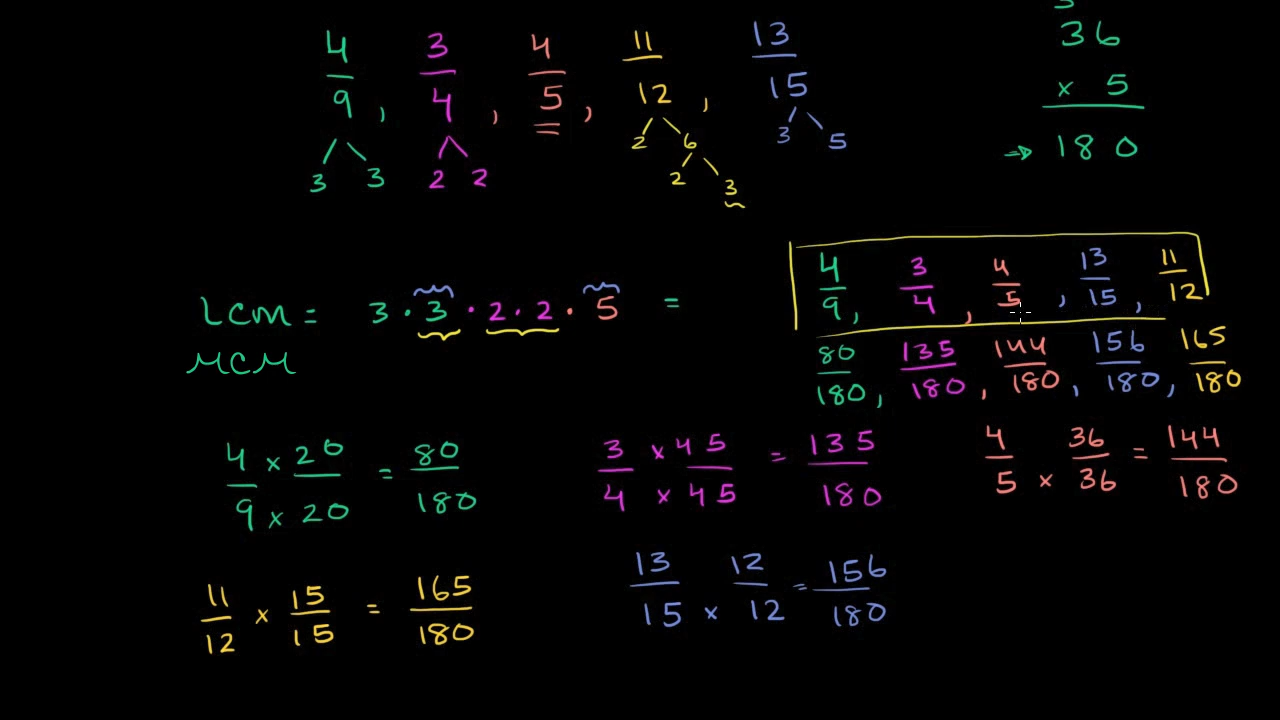 4/9, 3/4, 4/5, 11/12, 13/15
3 3 2 2 2 6 3 5
2 3
36
x 5
→ 180
LCM = 3 · 3 · 2 · 2 · 5 =
MCM
4/9, 3/4, 4/5, 13/15, 11/12
80/180, 135/180, 144/180, 156/180, 165/180
4/9 x 20/20 = 80/180
3/4 x 45/45 = 135/180
4/5 x 36/36 = 144/180
11/12 x 15/15 = 165/180
13/15 x 12/12 = 156/180